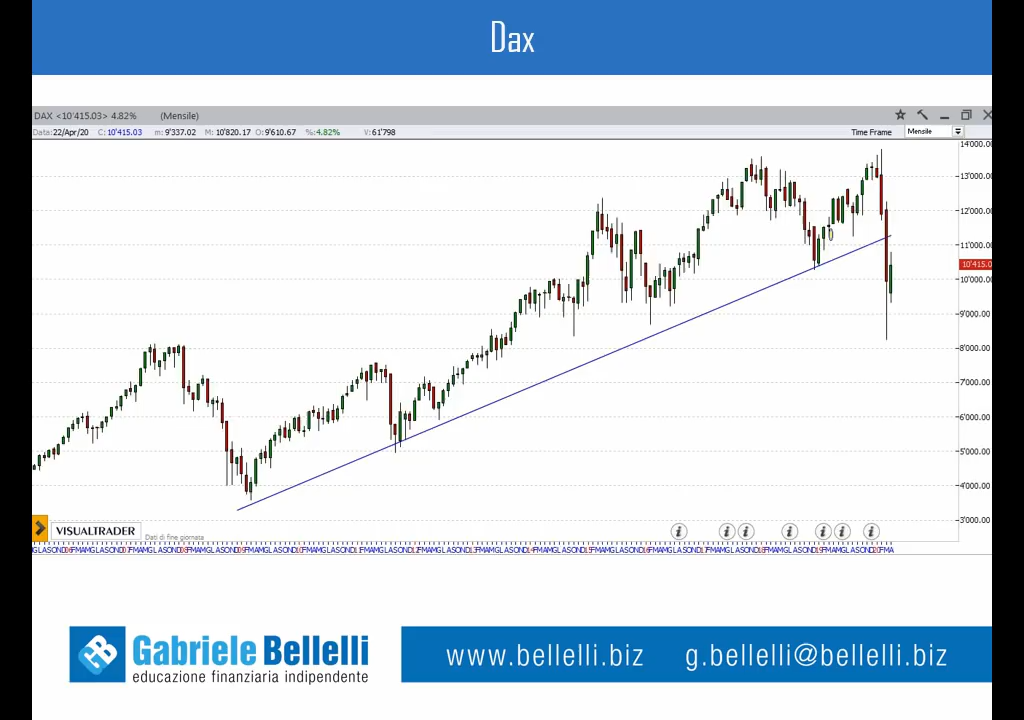 Dax
DAX <10'415.03> 4.82% (Mensile)
Data:22/Apr/20 C: 10'415.03 m: 9'337.02 M: 10'820.17 O: 9'610.67 %:4.82% V: 61'798 Time Frame Mensile
14'000.00
13'000.00
12'000.00
11'000.00
10'415.0
10'000.00
9'000.00
8'000.00
7'000.00
6'000.00
5'000.00
4'000.00
3'000.00
VISUALTRADER Dati di fine giornata
Gabriele Bellelli
educazione finanziaria indipendente
www.bellelli.biz g.bellelli@bellelli.biz